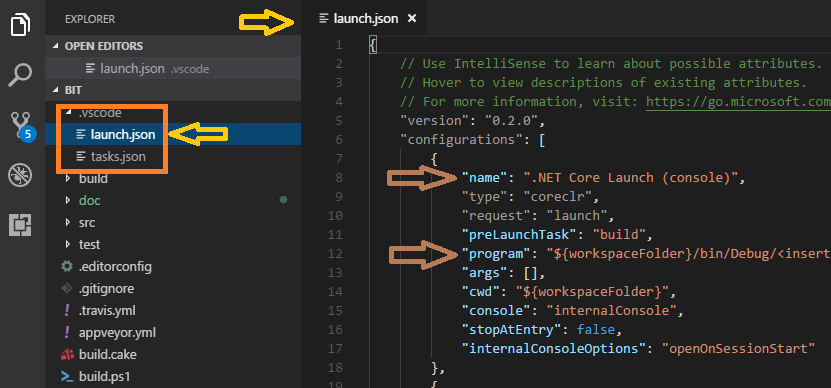 EXPLORER
OPEN EDITORS
launch.json .vscode
BIT
.vscode
launch.json
tasks.json
build
doc
src
test
.editorconfig
.gitignore
.travis.yml
appveyor.yml
build.cake
build.ps1
5
launch.json
1 {
2 // Use IntelliSense to learn about possible attributes.
3 // Hover to view descriptions of existing attributes.
4 // For more information, visit: https://go.microsoft.com
5 "version": "0.2.0",
6 "configurations": [
7 {
8 "name": ".NET Core Launch (console)",
9 "type": "coreclr",
10 "request": "launch",
11 "preLaunchTask": "build",
12 "program": "${workspaceFolder}/bin/Debug/<insert
13 "args": [],
14 "cwd": "${workspaceFolder}",
15 "console": "internalConsole",
16 "stopAtEntry": false,
17 "internalConsoleOptions": "openOnSessionStart"
18 },
19 {